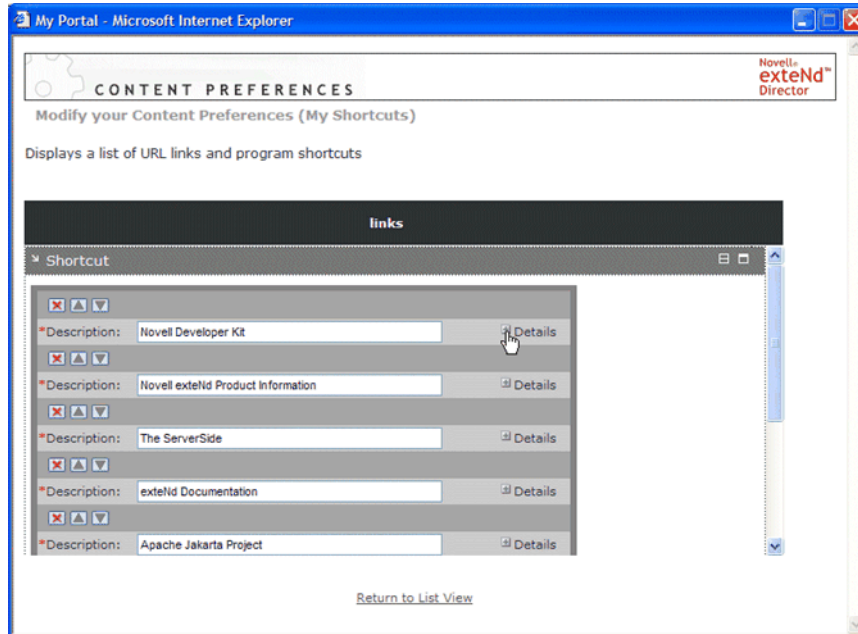 My Portal - Microsoft Internet Explorer
CONTENT PREFERENCES
Novell®
exteNd™
Director
Modify your Content Preferences (My Shortcuts)
Displays a list of URL links and program shortcuts
links
Shortcut
*Description: Novell Developer Kit Details
*Description: Novell exteNd Product Information Details
*Description: The ServerSide Details
*Description: exteNd Documentation Details
*Description: Apache Jakarta Project Details
Return to List View